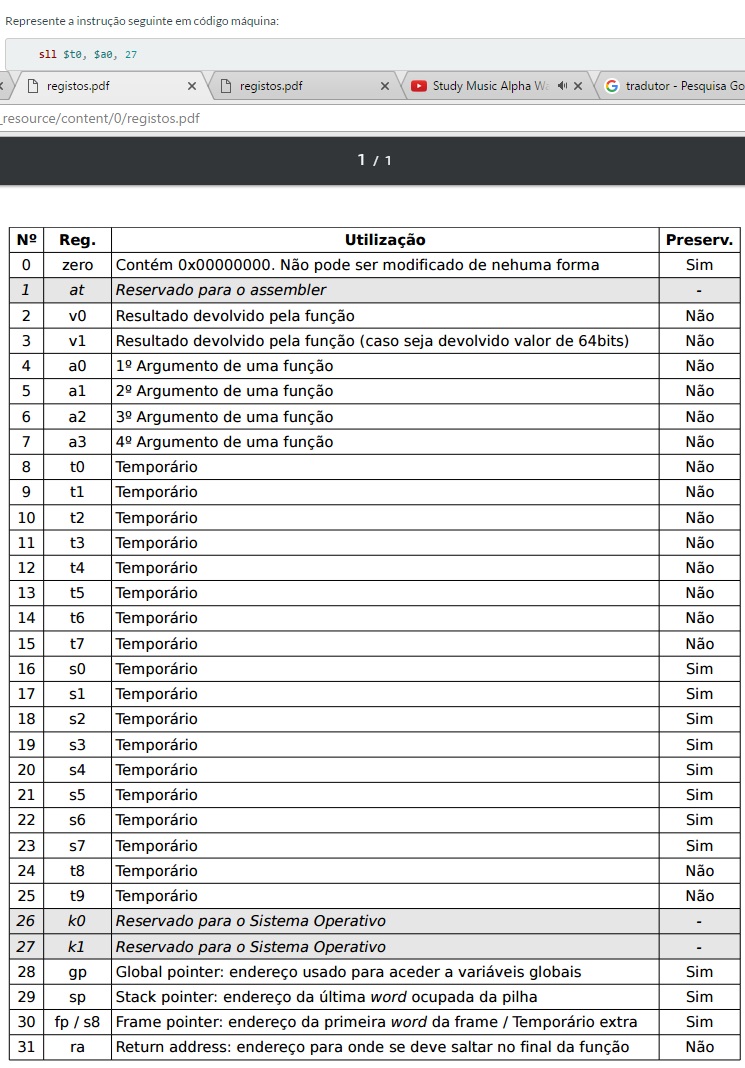 Represente a instrução seguinte em código máquina:
sll $t0, $a0, 27
registos.pdf × registos.pdf × Study Music Alpha Wa × tradutor - Pesquisa Go
_resource/content/0/registos.pdf
1 / 1
Nº Reg. Utilização Preserv.
0 zero Contém 0x00000000. Não pode ser modificado de nehuma forma Sim
1 at Reservado para o assembler -
2 v0 Resultado devolvido pela função Não
3 v1 Resultado devolvido pela função (caso seja devolvido valor de 64bits) Não
4 a0 1º Argumento de uma função Não
5 a1 2º Argumento de uma função Não
6 a2 3º Argumento de uma função Não
7 a3 4º Argumento de uma função Não
8 t0 Temporário Não
9 t1 Temporário Não
10 t2 Temporário Não
11 t3 Temporário Não
12 t4 Temporário Não
13 t5 Temporário Não
14 t6 Temporário Não
15 t7 Temporário Não
16 s0 Temporário Sim
17 s1 Temporário Sim
18 s2 Temporário Sim
19 s3 Temporário Sim
20 s4 Temporário Sim
21 s5 Temporário Sim
22 s6 Temporário Sim
23 s7 Temporário Sim
24 t8 Temporário Não
25 t9 Temporário Não
26 k0 Reservado para o Sistema Operativo -
27 k1 Reservado para o Sistema Operativo -
28 gp Global pointer: endereço usado para aceder a variáveis globais Sim
29 sp Stack pointer: endereço da última word ocupada da pilha Sim
30 fp / s8 Frame pointer: endereço da primeira word da frame / Temporário extra Sim
31 ra Return address: endereço para onde se deve saltar no final da função Não